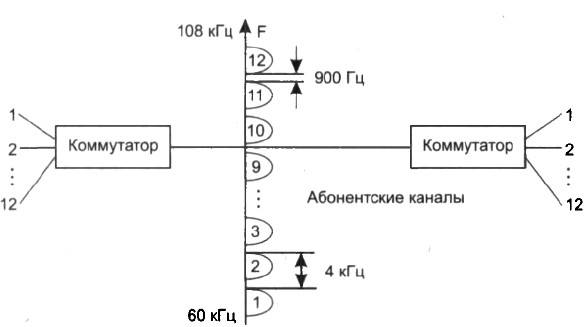 108 кГц F
12
900 Гц
11
1
1
10
Коммутатор
Коммутатор
2
2
9
⋮
⋮
⋮
Абонентские каналы
12
12
3
2
4 кГц
1
60 кГц